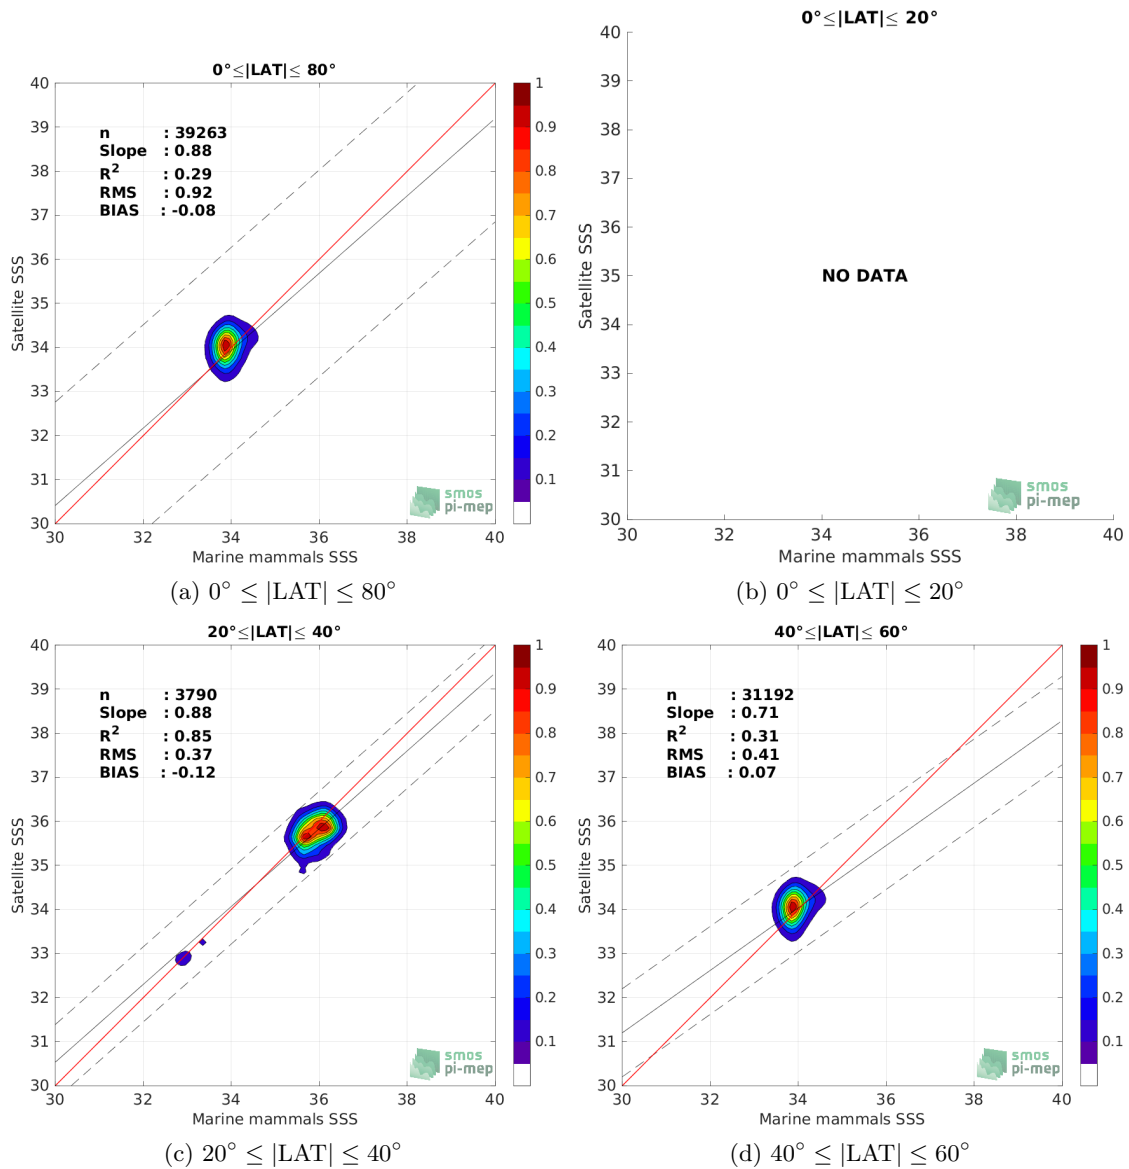 0°≤|LAT|≤ 80°
40
39
38
37
36
35
34
33
32
31
30
n : 39263
Slope : 0.88
R² : 0.29
RMS : 0.92
BIAS : -0.08
1
0.9
0.8
0.7
0.6
0.5
0.4
0.3
0.2
0.1
Satellite SSS
smos
pi-mep
30 32 34 36 38 40
Marine mammals SSS
(a) 0° ≤ |LAT| ≤ 80°
0°≤|LAT|≤ 20°
40
39
38
37
36
35
34
33
32
31
30
NO DATA
Satellite SSS
smos
pi-mep
30 32 34 36 38 40
Marine mammals SSS
(b) 0° ≤ |LAT| ≤ 20°
20°≤|LAT|≤ 40°
40
39
38
37
36
35
34
33
32
31
30
n : 3790
Slope : 0.88
R² : 0.85
RMS : 0.37
BIAS : -0.12
1
0.9
0.8
0.7
0.6
0.5
0.4
0.3
0.2
0.1
Satellite SSS
smos
pi-mep
30 32 34 36 38 40
Marine mammals SSS
(c) 20° ≤ |LAT| ≤ 40°
40°≤|LAT|≤ 60°
40
39
38
37
36
35
34
33
32
31
30
n : 31192
Slope : 0.71
R² : 0.31
RMS : 0.41
BIAS : 0.07
1
0.9
0.8
0.7
0.6
0.5
0.4
0.3
0.2
0.1
Satellite SSS
smos
pi-mep
30 32 34 36 38 40
Marine mammals SSS
(d) 40° ≤ |LAT| ≤ 60°